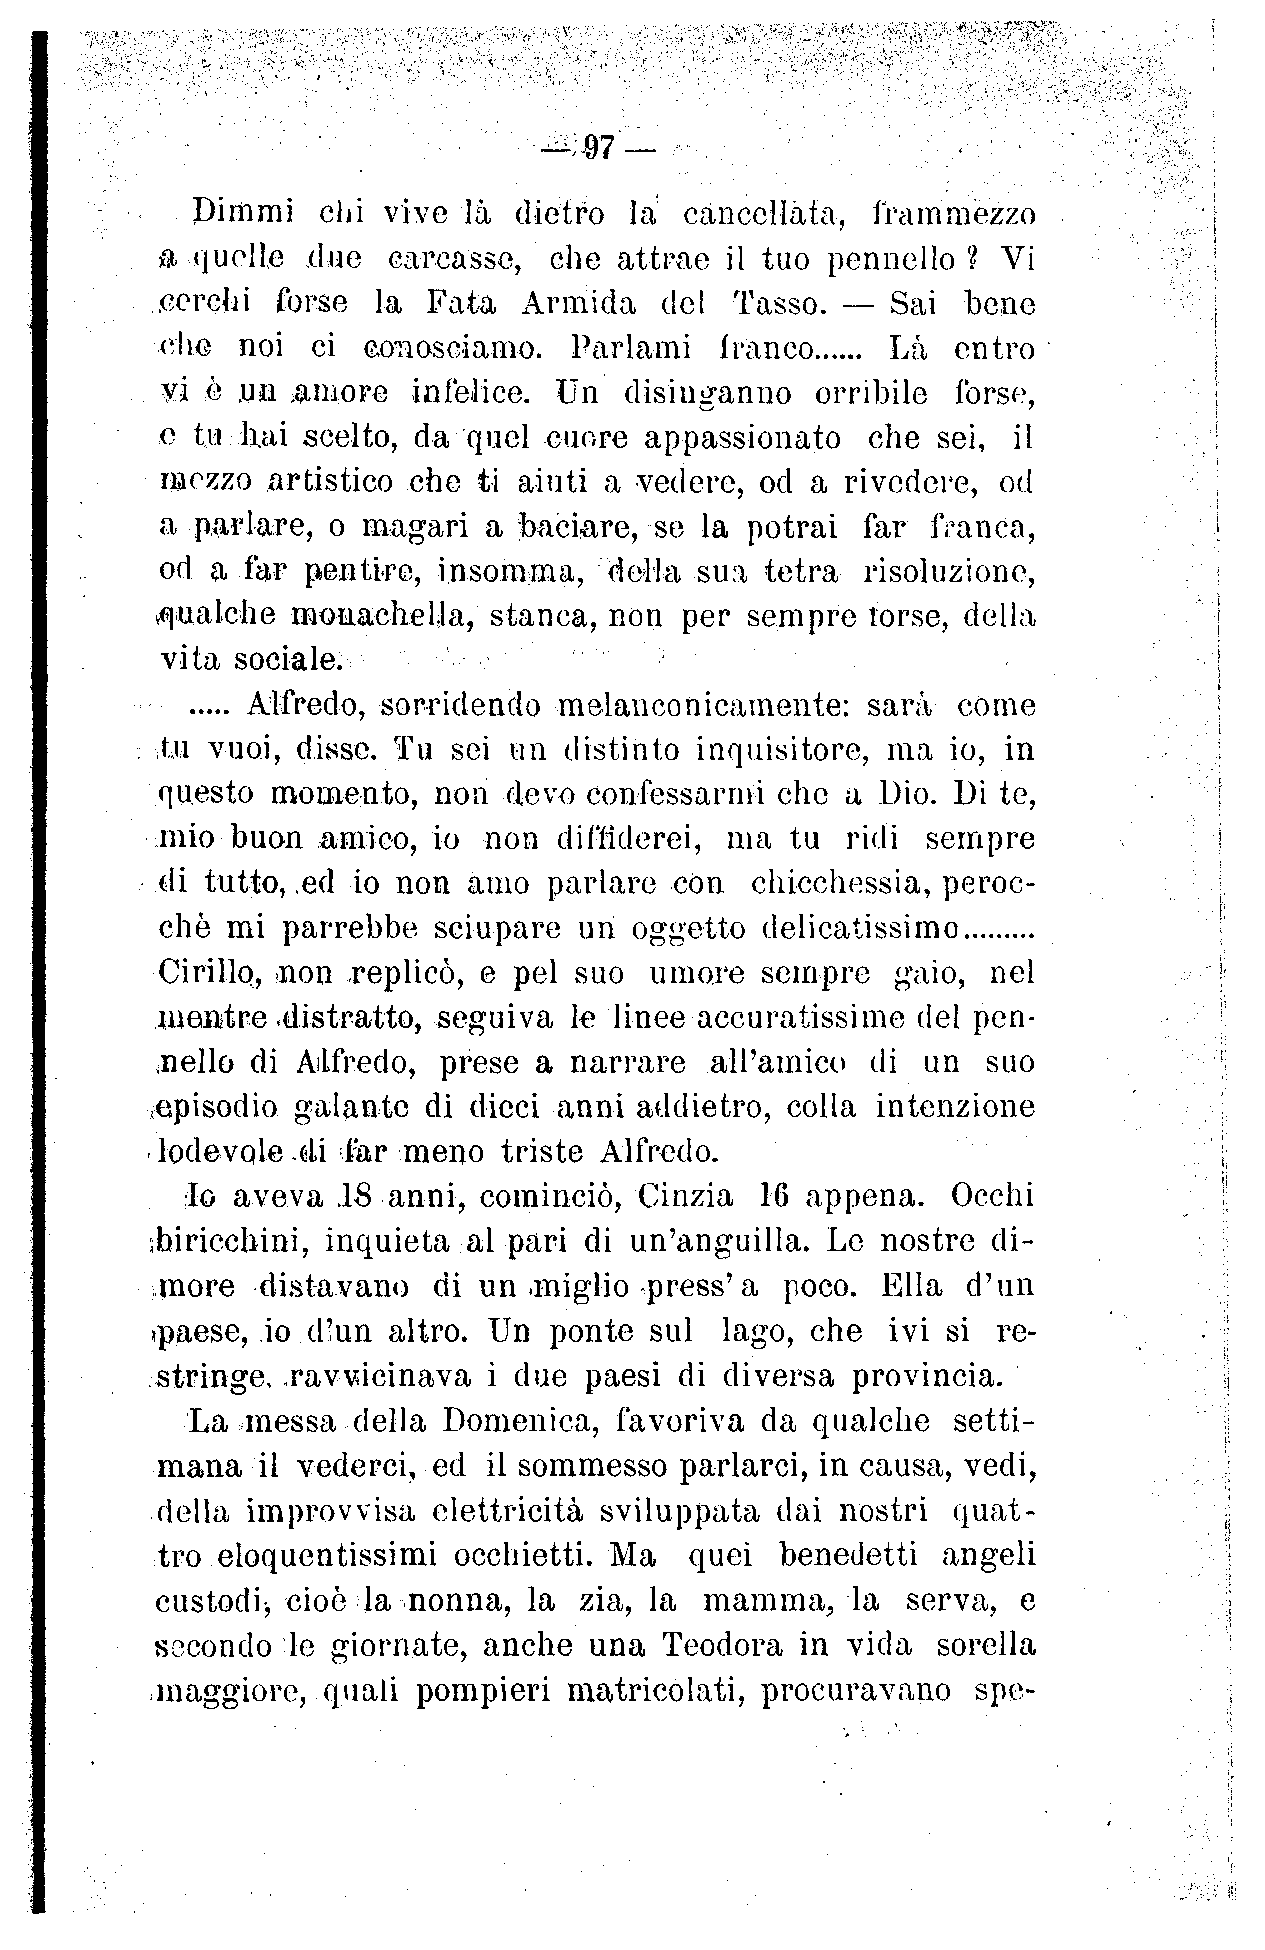 — 97 —
Dimmi chi vive là dietro la cancellata, frammezzo
a quelle due carcasse, che attrae il tuo pennello ? Vi
cerchi forse la Fata Armida del Tasso. — Sai bene
che noi ci conosciamo. Parlami franco...... Là entro
vi è un amore infelice. Un disinganno orribile forse,
e tu hai scelto, da quel cuore appassionato che sei, il
mezzo artistico che ti aiuti a vedere, od a rivedere, od
a parlare, o magari a baciare, se la potrai far franca,
od a far pentire, insomma, della sua tetra risoluzione,
qualche monachella, stanca, non per sempre forse, della
vita sociale.
..... Alfredo, sorridendo melanconicamente: sarà come
tu vuoi, disse. Tu sei un distinto inquisitore, ma io, in
questo momento, non devo confessarmi che a Dio. Di te,
mio buon amico, io non diffiderei, ma tu ridi sempre
di tutto, ed io non amo parlare con chicchessia, peroc-
chè mi parrebbe sciupare un oggetto delicatissimo.........
Cirillo, non replicò, e pel suo umore sempre gaio, nel
mentre distratto, seguiva le linee accuratissime del pen-
nello di Alfredo, prese a narrare all'amico di un suo
episodio galante di dieci anni addietro, colla intenzione
lodevole di far meno triste Alfredo.
Io aveva 18 anni, cominciò, Cinzia 16 appena. Occhi
biricchini, inquieta al pari di un'anguilla. Le nostre di-
more distavano di un miglio press' a poco. Ella d'un
paese, io d'un altro. Un ponte sul lago, che ivi si re-
stringe, ravvicinava i due paesi di diversa provincia.
La messa della Domenica, favoriva da qualche setti-
mana il vederci, ed il sommesso parlarci, in causa, vedi,
della improvvisa elettricità sviluppata dai nostri quat-
tro eloquentissimi occhietti. Ma quei benedetti angeli
custodi, cioè la nonna, la zia, la mamma, la serva, e
secondo le giornate, anche una Teodora in vida sorella
maggiore, quali pompieri matricolati, procuravano spe-